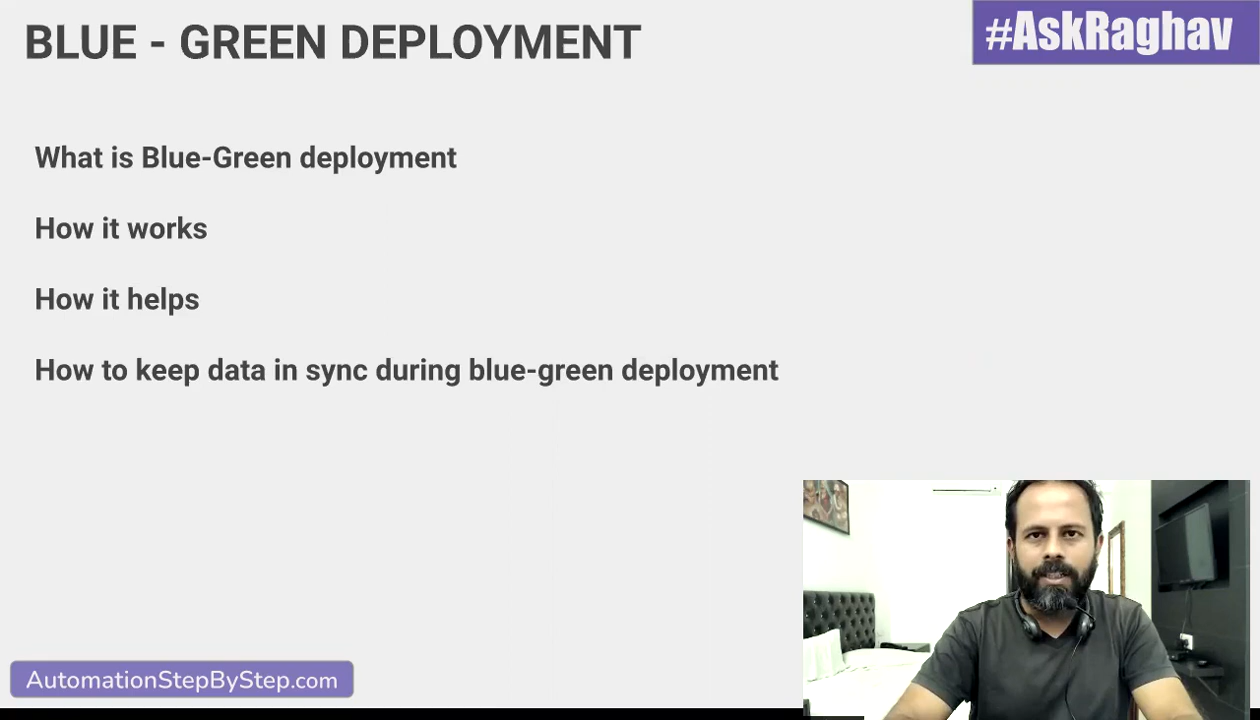 BLUE - GREEN DEPLOYMENT
#AskRaghav
What is Blue-Green deployment
How it works
How it helps
How to keep data in sync during blue-green deployment
AutomationStepByStep.com